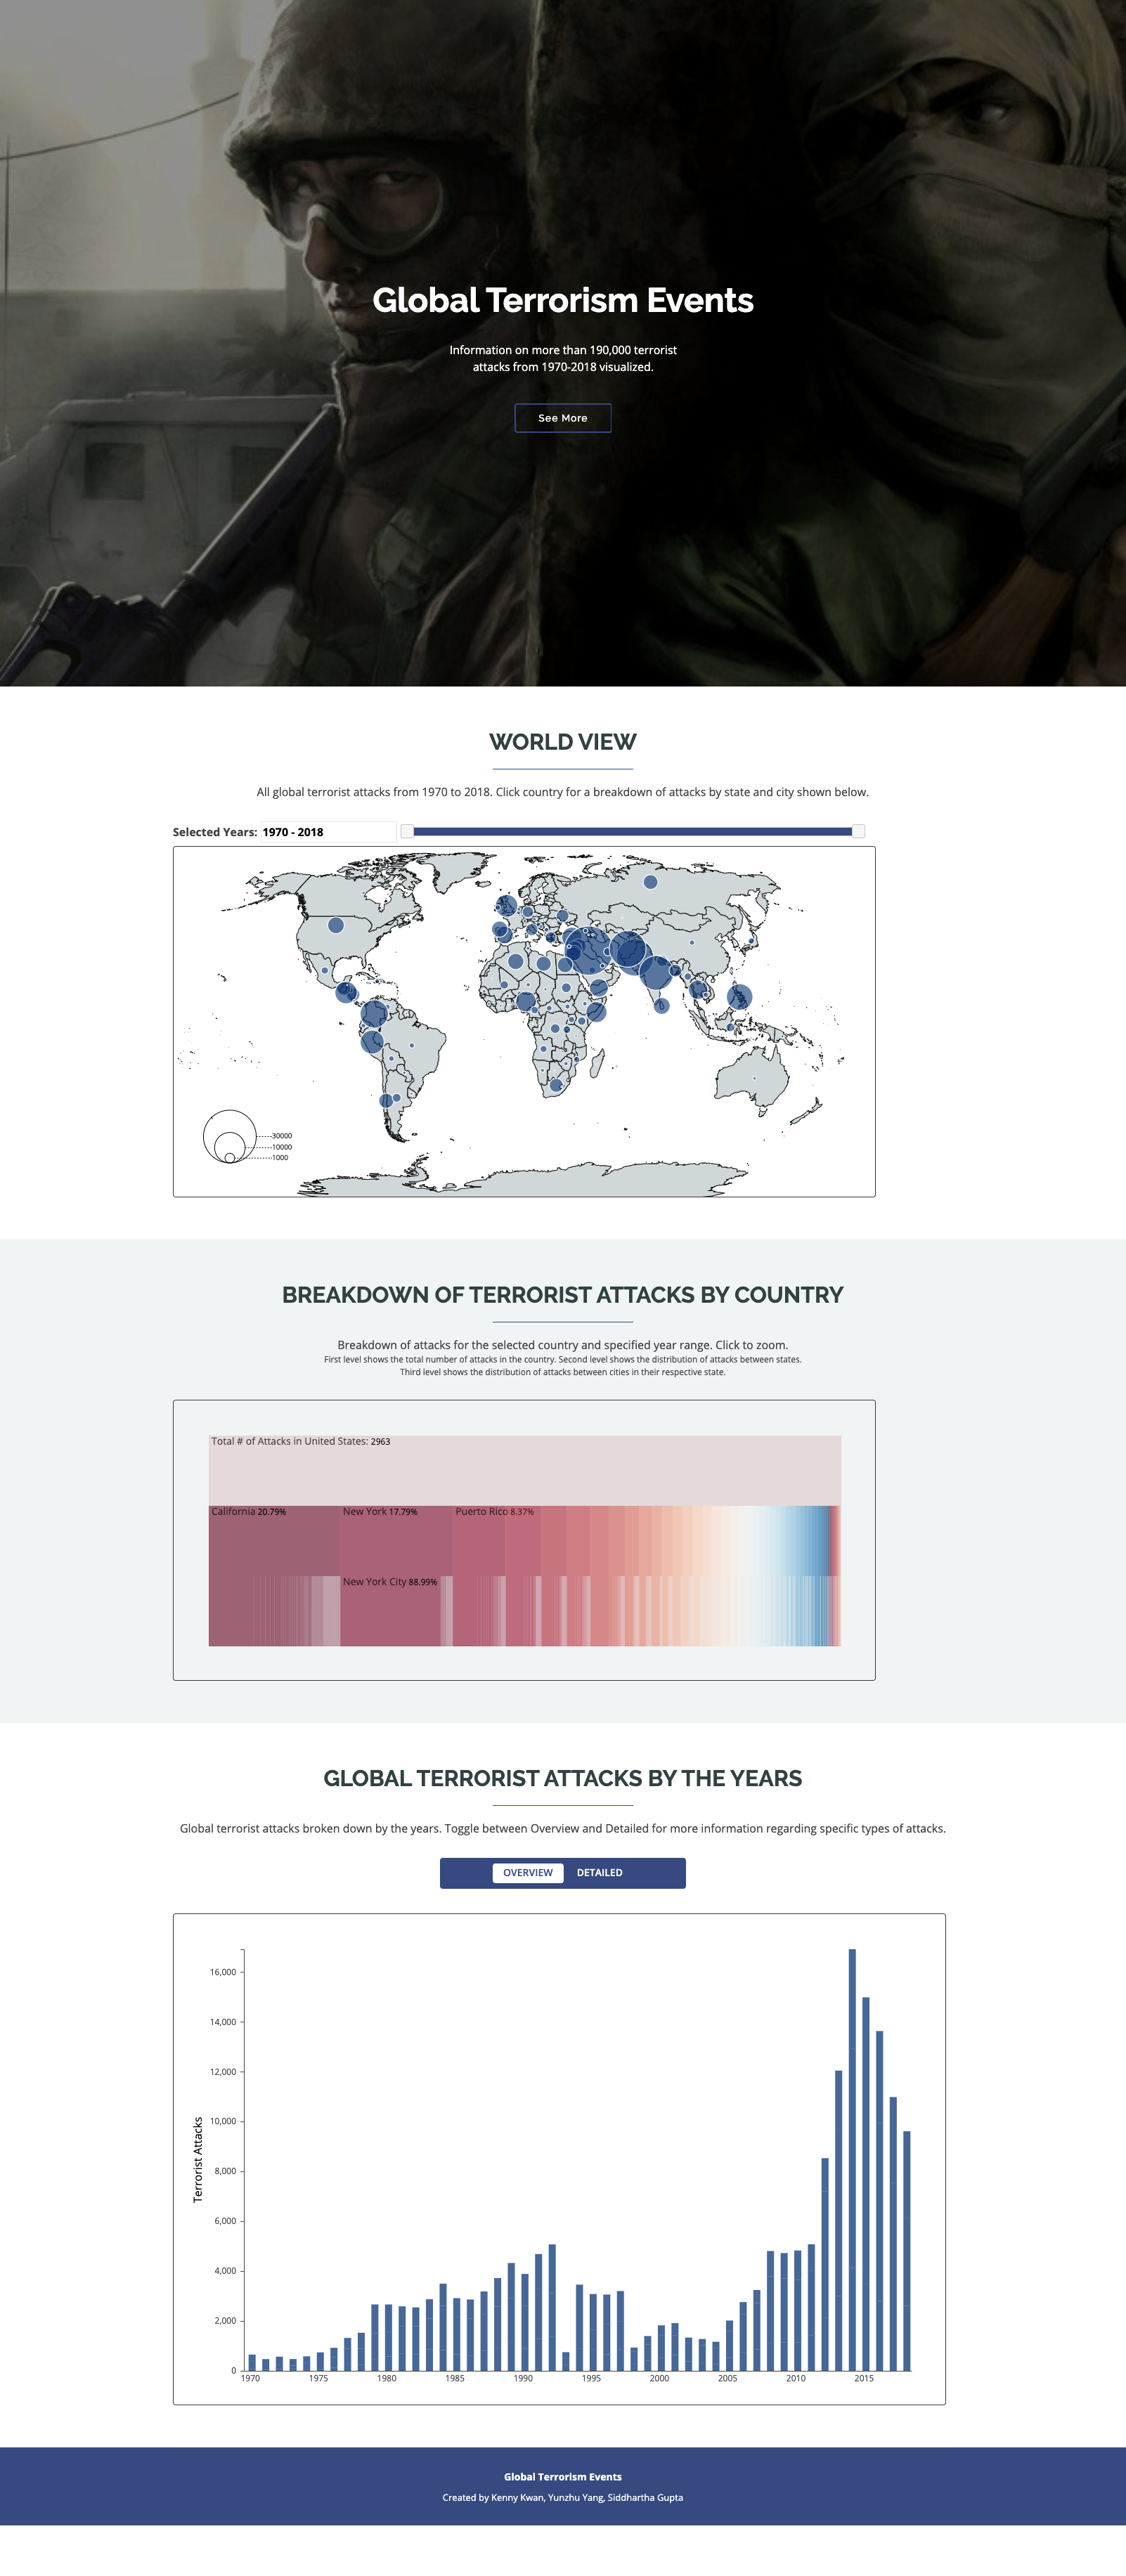 Global Terrorism Events
Information on more than 190,000 terrorist
attacks from 1970-2018 visualized.
See More
WORLD VIEW
All global terrorist attacks from 1970 to 2018. Click country for a breakdown of attacks by state and city shown below.
Selected Years: 1970 - 2018
30000
10000
1000
BREAKDOWN OF TERRORIST ATTACKS BY COUNTRY
Breakdown of attacks for the selected country and specified year range. Click to zoom.
First level shows the total number of attacks in the country. Second level shows the distribution of attacks between states.
Third level shows the distribution of attacks between cities in their respective state.
Total # of Attacks in United States: 2963
California 20.79%
New York 17.79%
Puerto Rico 8.37%
New York City 88.99%
GLOBAL TERRORIST ATTACKS BY THE YEARS
Global terrorist attacks broken down by the years. Toggle between Overview and Detailed for more information regarding specific types of attacks.
OVERVIEW DETAILED
Terrorist Attacks
16,000
14,000
12,000
10,000
8,000
6,000
4,000
2,000
0
1970 1975 1980 1985 1990 1995 2000 2005 2010 2015
Global Terrorism Events
Created by Kenny Kwan, Yunzhu Yang, Siddhartha Gupta